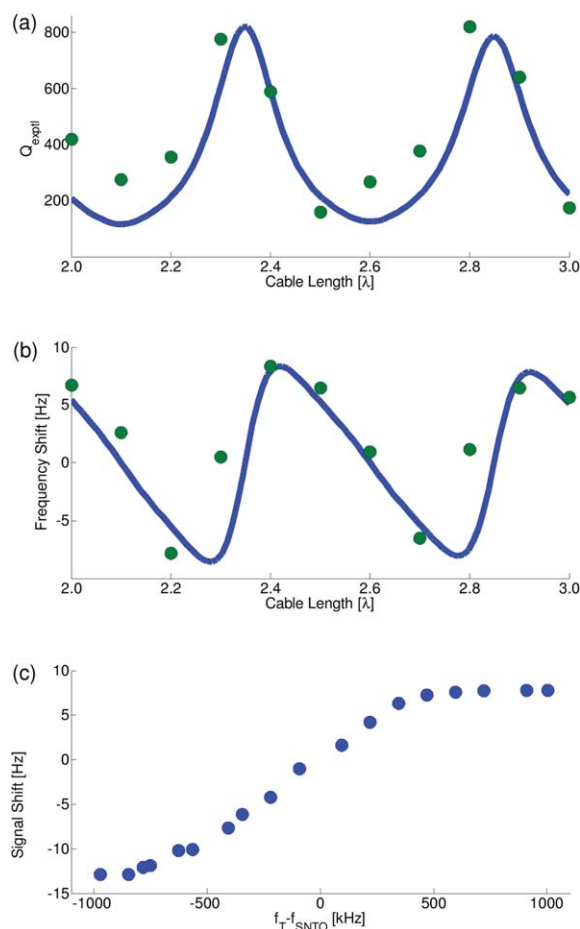 (a)
800
600
400
200
Q_exptl
2.0 2.2 2.4 2.6 2.8 3.0
Cable Length [λ]
(b)
10
5
0
-5
Frequency Shift [Hz]
2.0 2.2 2.4 2.6 2.8 3.0
Cable Length [λ]
(c)
10
5
0
-5
-10
-15
Signal Shift [Hz]
-1000 -500 0 500 1000
f_T-f_SNTO [kHz]